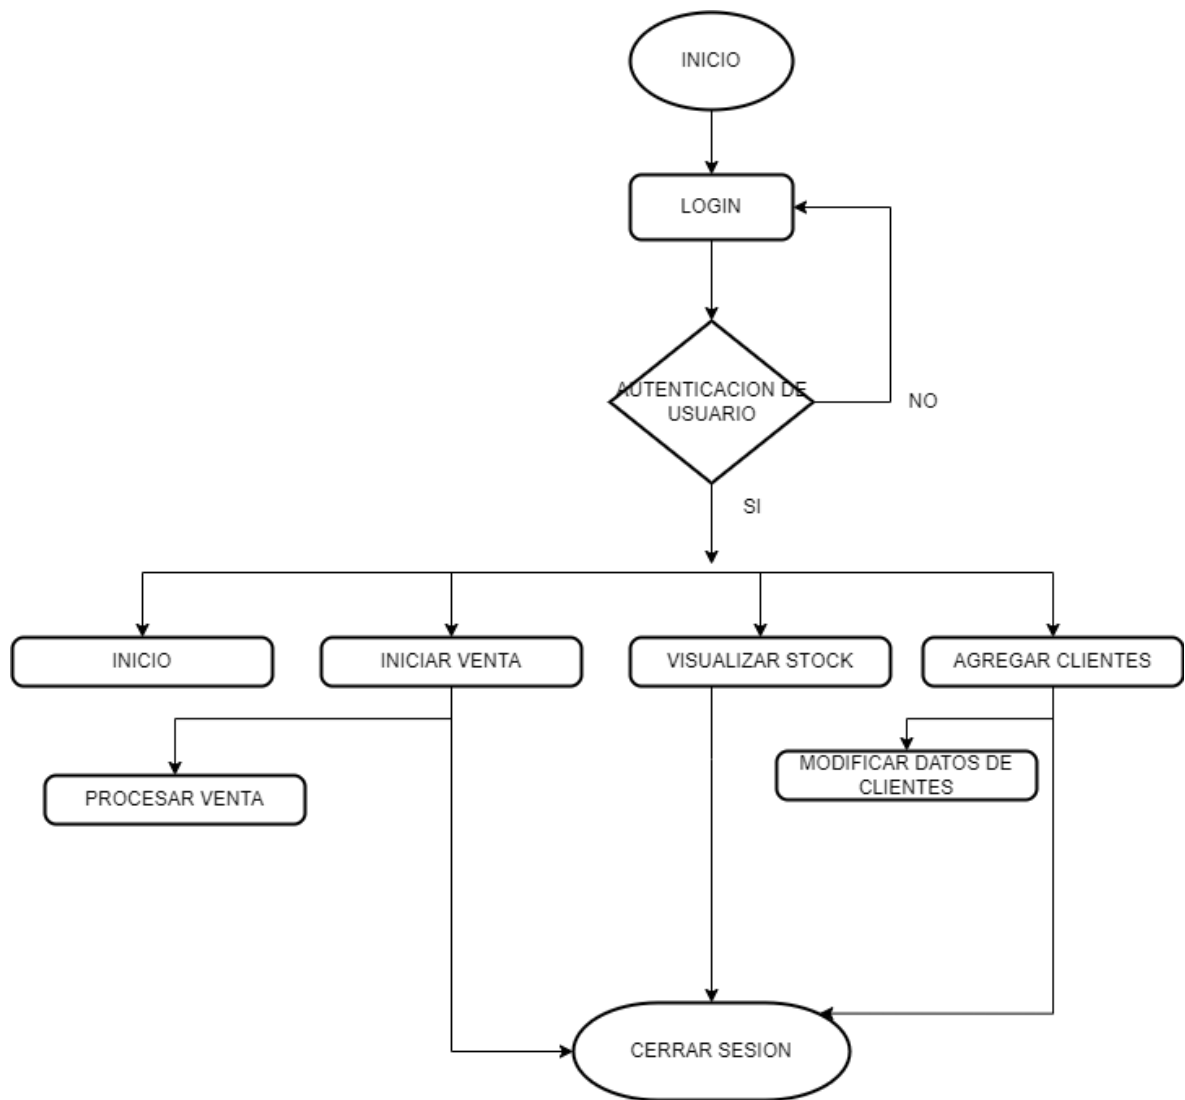 INICIO
LOGIN
AUTENTICACION DE
USUARIO
NO
SI
INICIO
INICIAR VENTA
VISUALIZAR STOCK
AGREGAR CLIENTES
PROCESAR VENTA
MODIFICAR DATOS DE
CLIENTES
CERRAR SESION